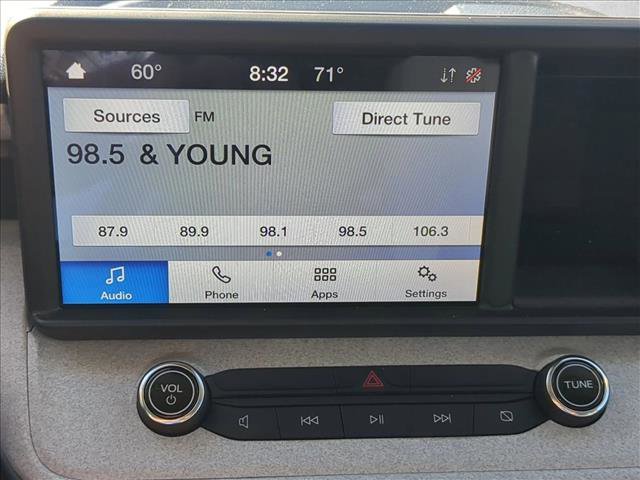 60° 8:32 71°
Sources FM Direct Tune
98.5 & YOUNG
87.9 89.9 98.1 98.5 106.3
Audio Phone Apps Settings
VOL TUNE